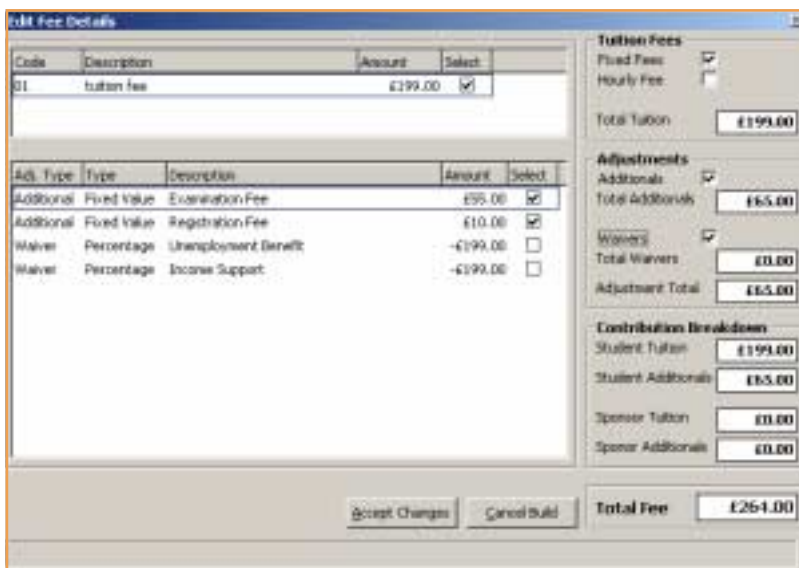 Edit Fee Details
Code Description Amount Select
01 tuition fee £199.00
Adj. Type Type Description Amount Select
Additional Fixed Value Examination Fee £55.00
Additional Fixed Value Registration Fee £10.00
Waiver Percentage Unemployment Benefit -£199.00
Waiver Percentage Income Support -£199.00
Tuition Fees
Fixed Fees
Hourly Fee
Total Tuition £199.00
Adjustments
Additionals
Total Additionals £65.00
Waivers
Total Waivers £0.00
Adjustment Total £65.00
Contribution Breakdown
Student Tuition £199.00
Student Additionals £65.00
Sponsor Tuition £0.00
Sponor Additionals £0.00
Accept Changes Cancel Build
Total Fee £264.00